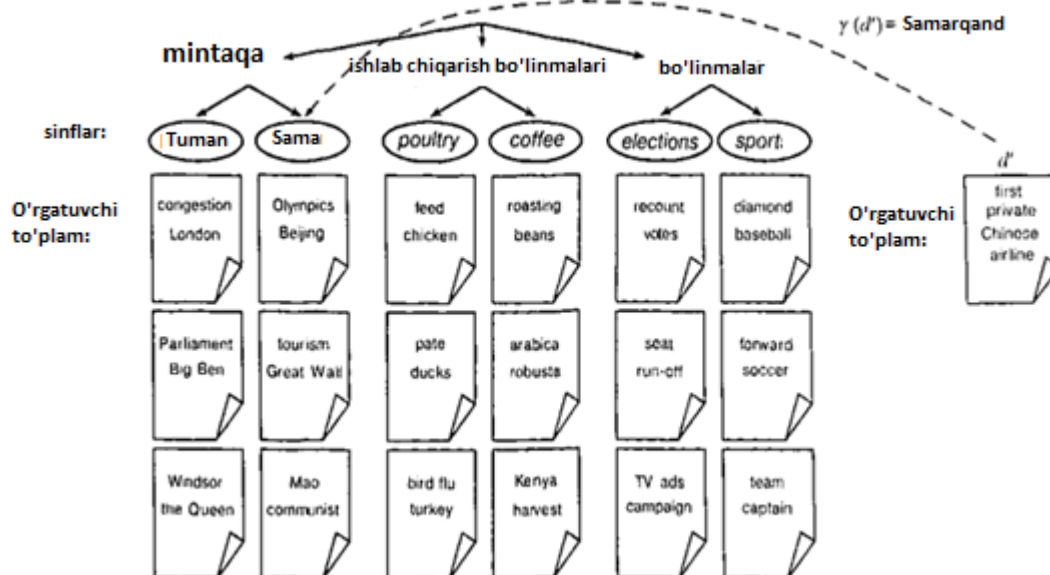 γ (d') = Samarqand
mintaqa
ishlab chiqarish bo'linmalari
bo'linmalar
sinflar:
Tuman
Sama
poultry
coffee
elections
sport:
d'
O'rgatuvchi
to'plam:
congestion
London
Olympics
Beijing
feed
chicken
roasting
beans
recount
votes
diamond
baseball
O'rgatuvchi
to'plam:
first
private
Chinese
airline
Parliament
Big Ben
tourism
Great Wall
pate
ducks
arabica
robusta
seat
run-off
forward
soccer
Windsor
the Queen
Mao
communist
bird flu
turkey
Kenya
harvest
TV ads
campaign
team
captain